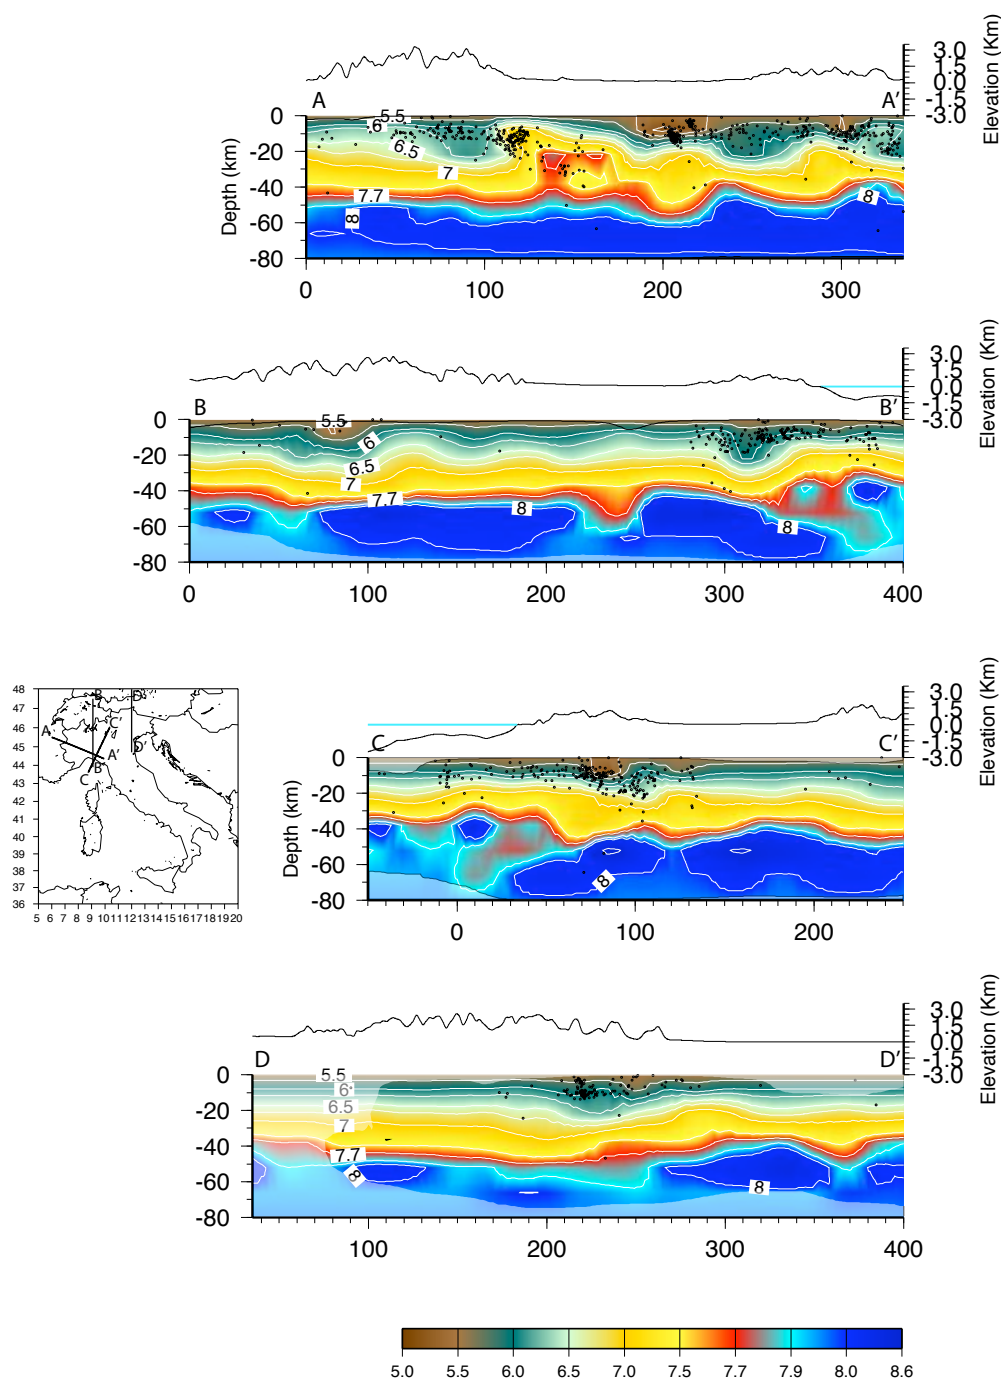 3.0
1.5
0.0
-1.5
-3.0
Elevation (Km)
A
A'
0
-20
-40
-60
-80
Depth (km)
5.5
6
6.5
7
7.7
8
8
0 100 200 300
3.0
1.5
0.0
-1.5
-3.0
Elevation (Km)
B
B'
0
-20
-40
-60
-80
5.5
6
6.5
7
7.7
8
8
0 100 200 300 400
48
47
46
45
44
43
42
41
40
39
38
37
36
5 6 7 8 9 10 11 12 13 14 15 16 17 18 19 20
B
D
A
C'
A'
D'
B'
C
3.0
1.5
0.0
-1.5
-3.0
Elevation (Km)
C
C'
0
-20
-40
-60
-80
Depth (km)
8
0 100 200
3.0
1.5
0.0
-1.5
-3.0
Elevation (Km)
D
D'
0
-20
-40
-60
-80
5.5
6
6.5
7
7.7
8
8
100 200 300 400
5.0 5.5 6.0 6.5 7.0 7.5 7.7 7.9 8.0 8.6